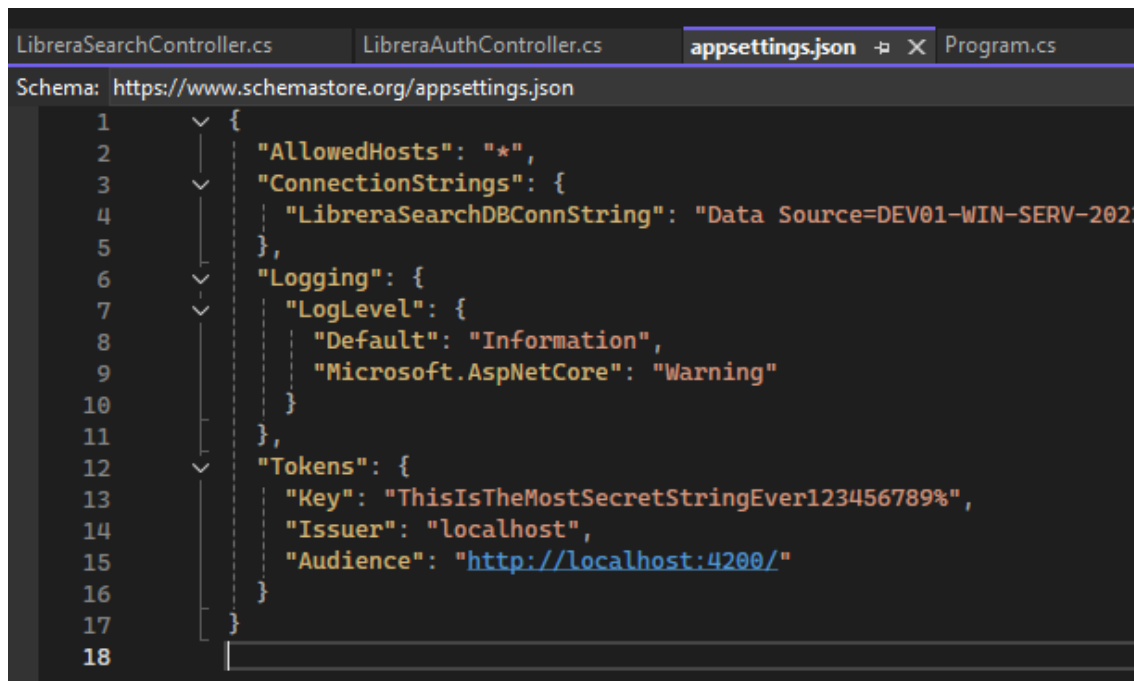 LibreraSearchController.cs LibreraAuthController.cs appsettings.json Program.cs
Schema: https://www.schemastore.org/appsettings.json
1 {
2 "AllowedHosts": "*",
3 "ConnectionStrings": {
4 "LibreraSearchDBConnString": "Data Source=DEV01-WIN-SERV-202
5 },
6 "Logging": {
7 "LogLevel": {
8 "Default": "Information",
9 "Microsoft.AspNetCore": "Warning"
10 }
11 },
12 "Tokens": {
13 "Key": "ThisIsTheMostSecretStringEver123456789%",
14 "Issuer": "localhost",
15 "Audience": "http://localhost:4200/"
16 }
17 }
18